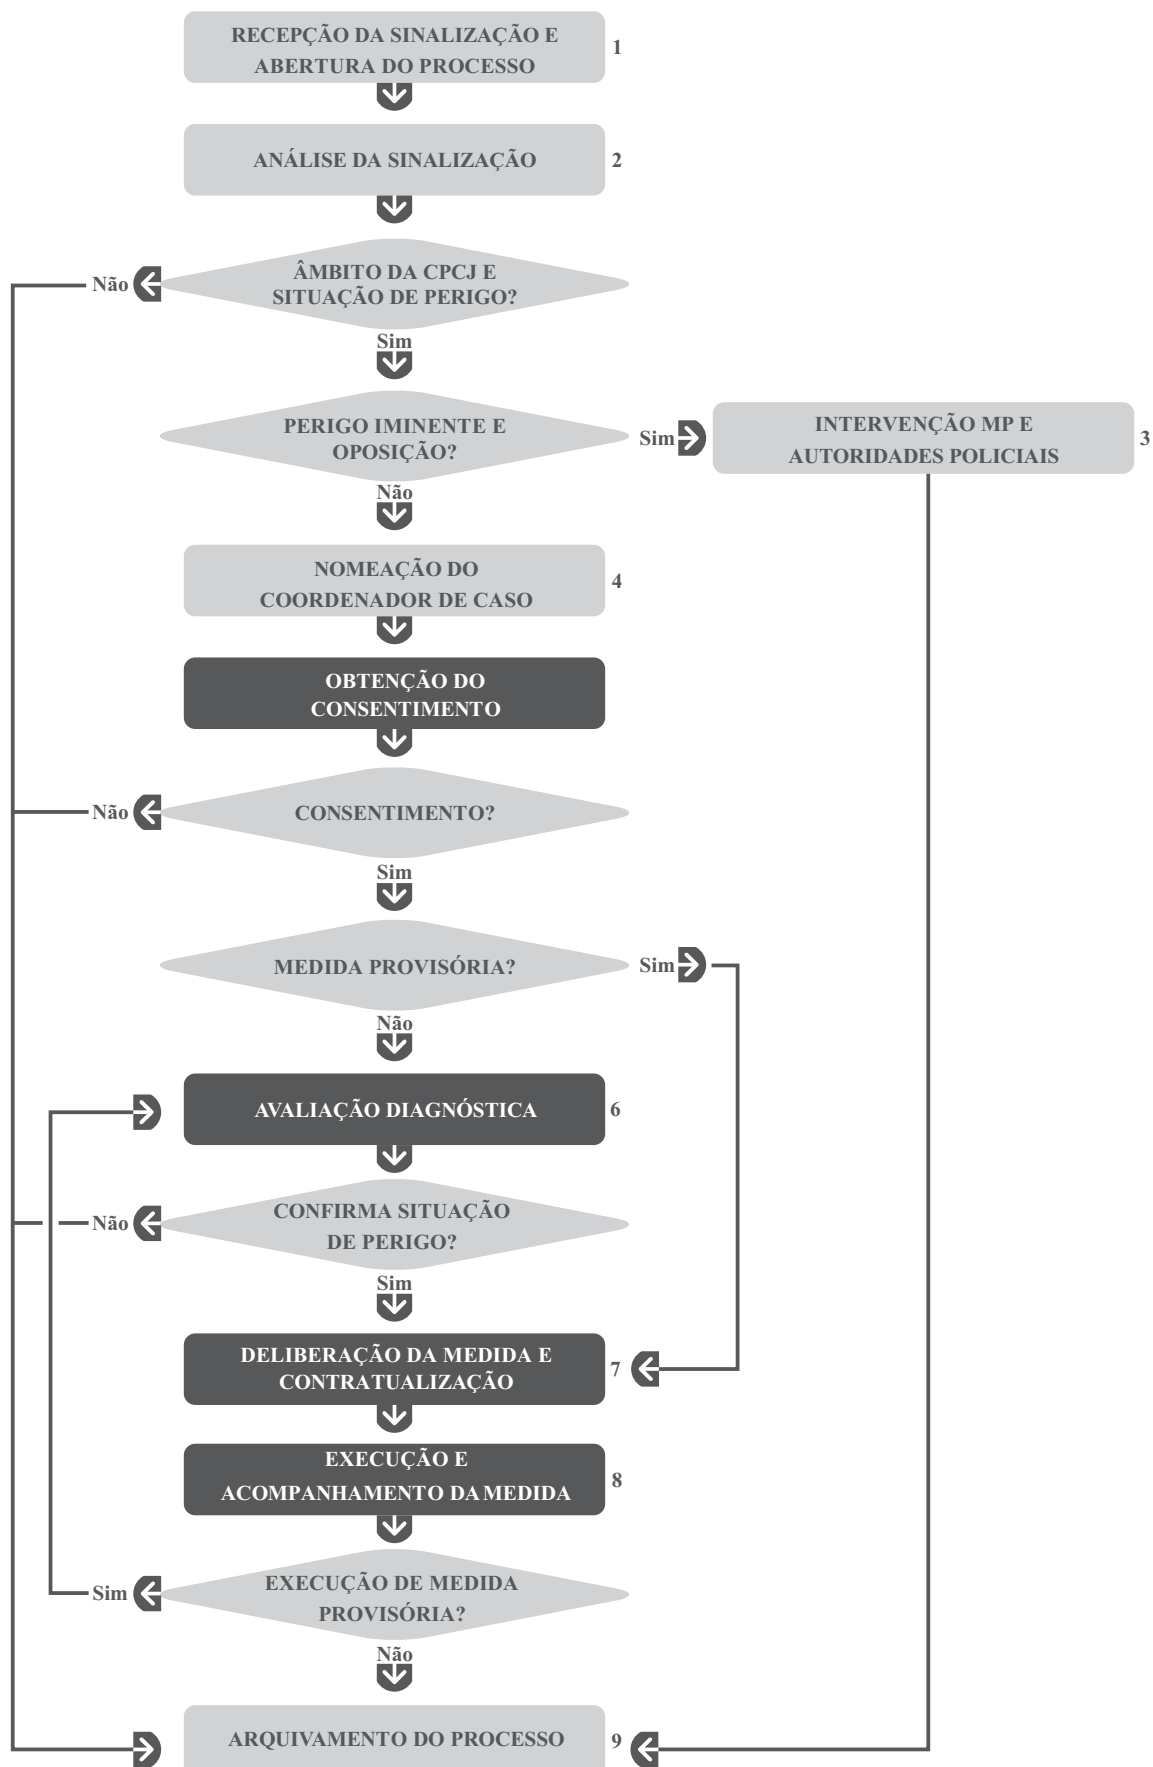 RECEPÇÃO DA SINALIZAÇÃO E
ABERTURA DO PROCESSO
1
ANÁLISE DA SINALIZAÇÃO
2
ÂMBITO DA CPCJ E
SITUAÇÃO DE PERIGO?
Não
Sim
PERIGO IMINENTE E
OPOSIÇÃO?
Sim
INTERVENÇÃO MP E
AUTORIDADES POLICIAIS
3
Não
NOMEAÇÃO DO
COORDENADOR DE CASO
4
OBTENÇÃO DO
CONSENTIMENTO
CONSENTIMENTO?
Não
Sim
MEDIDA PROVISÓRIA?
Sim
Não
AVALIAÇÃO DIAGNÓSTICA
6
CONFIRMA SITUAÇÃO
DE PERIGO?
Não
Sim
DELIBERAÇÃO DA MEDIDA E
CONTRATUALIZAÇÃO
7
EXECUÇÃO E
ACOMPANHAMENTO DA MEDIDA
8
EXECUÇÃO DE MEDIDA
PROVISÓRIA?
Sim
Não
ARQUIVAMENTO DO PROCESSO
9